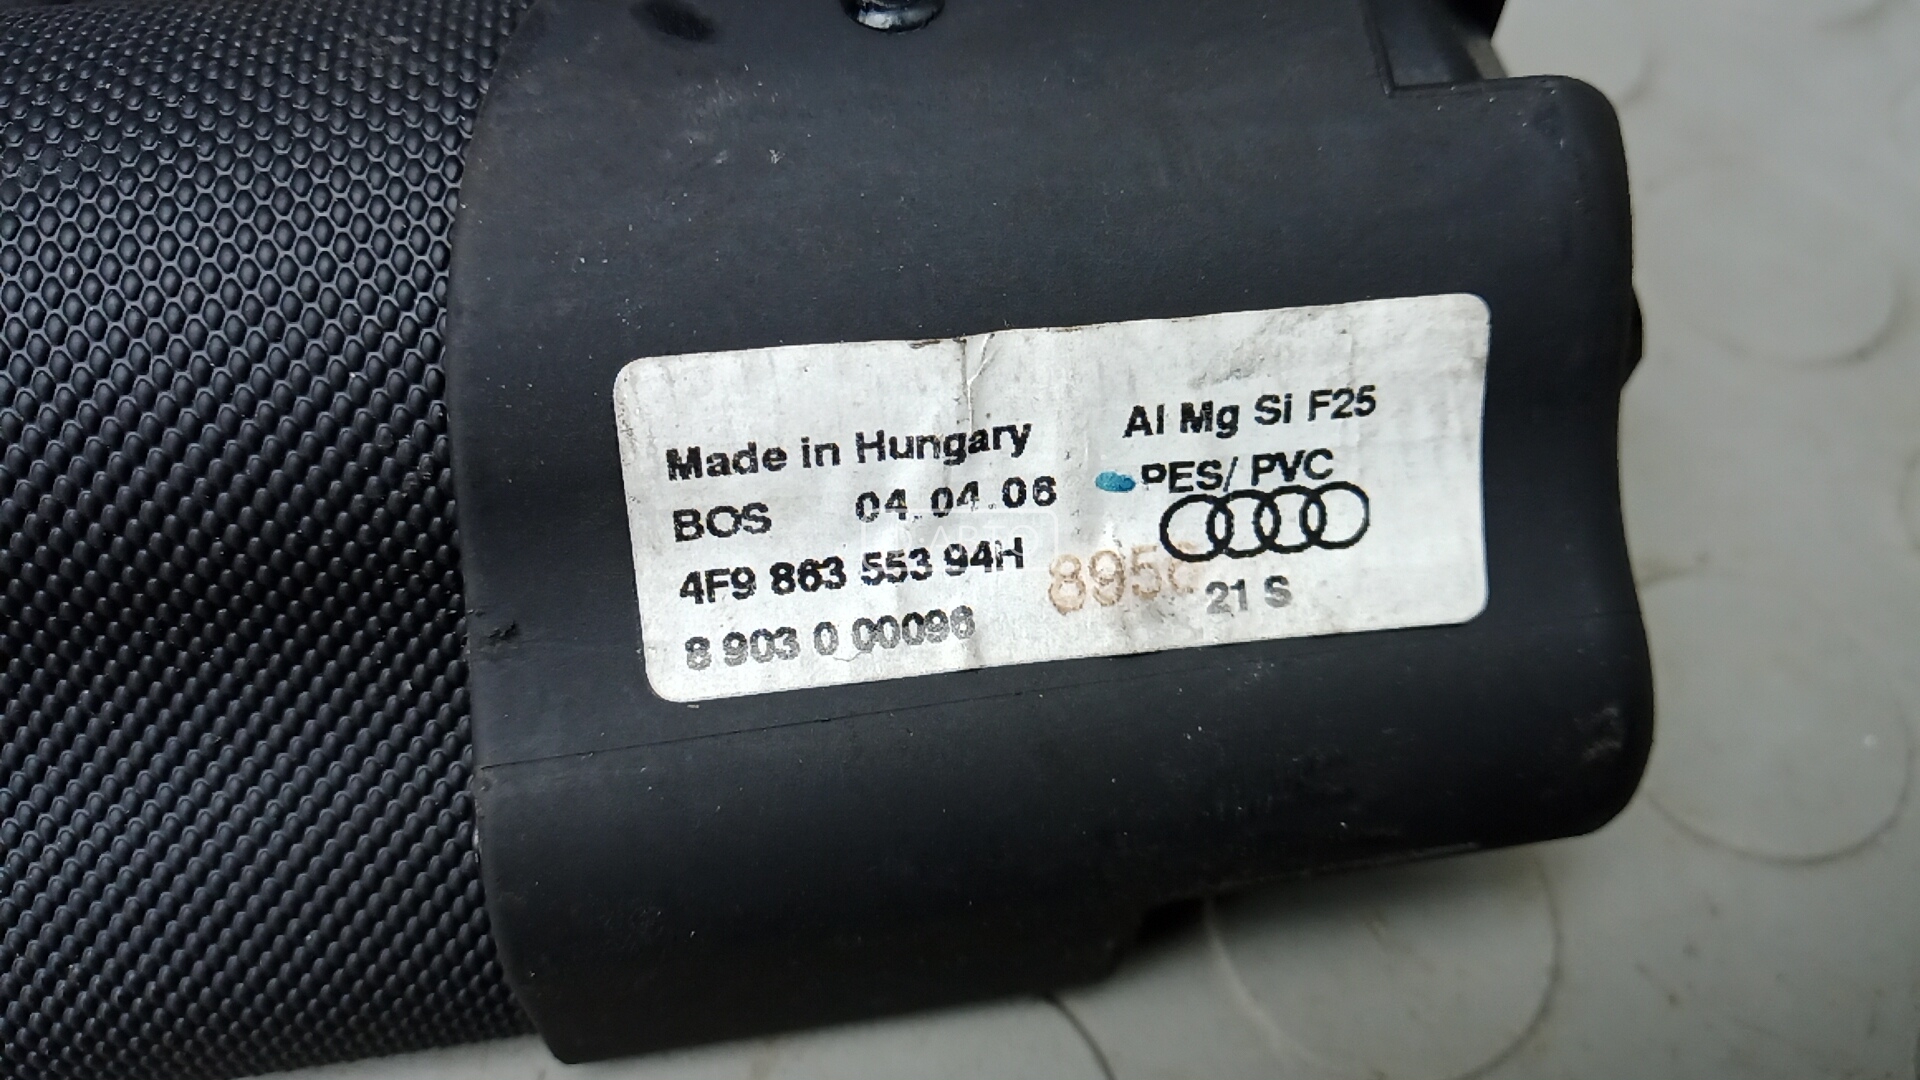 Made in Hungary
BOS 04.04.06
4F9 863 553 94H
8 903 0 00096
Al Mg Si F25
PES/ PVC
21 S